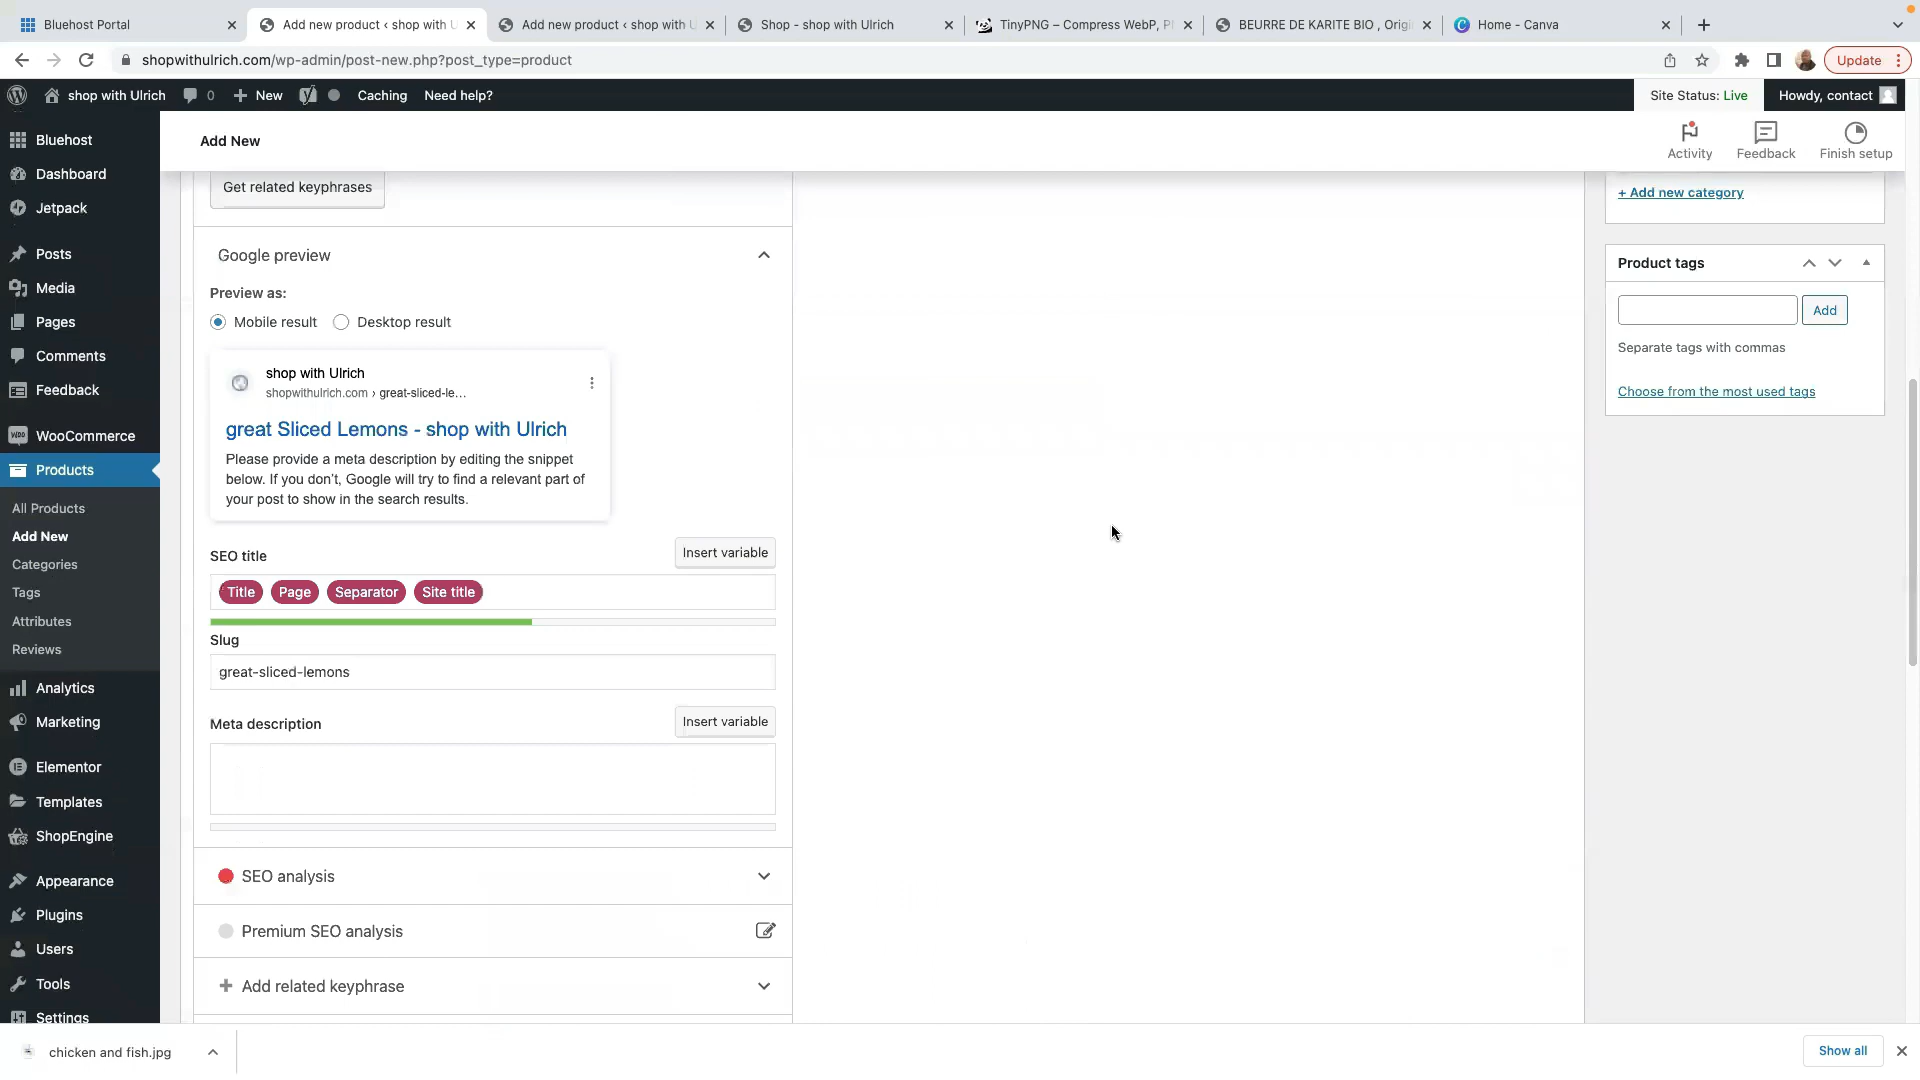 Bluehost Portal
Add new product ‹ shop with U
Add new product ‹ shop with U
Shop - shop with Ulrich
TinyPNG – Compress WebP, P
BEURRE DE KARITE BIO , Orig
Home - Canva
shopwithulrich.com/wp-admin/post-new.php?post_type=product
Update
shop with Ulrich
0
New
Caching
Need help?
Site Status: Live
Howdy, contact
Bluehost
Dashboard
Jetpack
Posts
Media
Pages
Comments
Feedback
WooCommerce
Products
All Products
Add New
Categories
Tags
Attributes
Reviews
Analytics
Marketing
Elementor
Templates
ShopEngine
Appearance
Plugins
Users
Tools
Settings
Add New
Activity
Feedback
Finish setup
Get related keyphrases
Google preview
Preview as:
Mobile result
Desktop result
shop with Ulrich
shopwithulrich.com › great-sliced-le…
great Sliced Lemons - shop with Ulrich
Please provide a meta description by editing the snippet
below. If you don’t, Google will try to find a relevant part of
your post to show in the search results.
SEO title
Insert variable
Title
Page
Separator
Site title
Slug
great-sliced-lemons
Meta description
Insert variable
SEO analysis
Premium SEO analysis
Add related keyphrase
+ Add new category
Product tags
Add
Separate tags with commas
Choose from the most used tags
chicken and fish.jpg
Show all